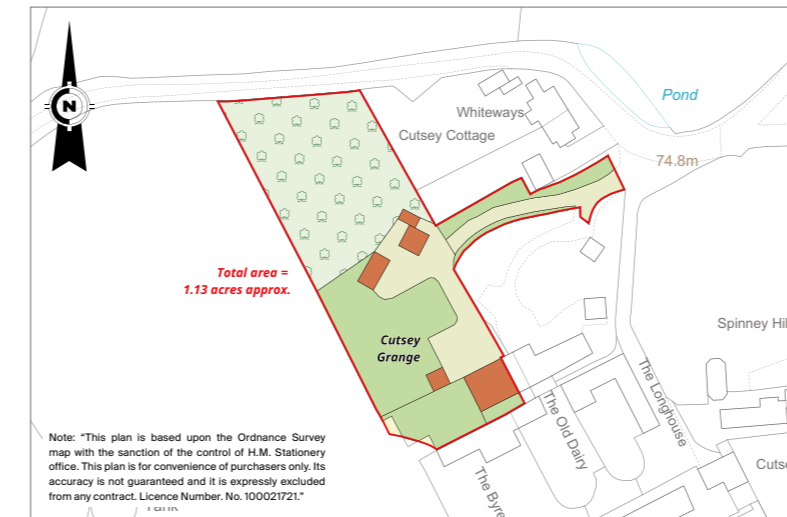 Pond
Whiteways
Cutsey Cottage
74.8m
N
Total area =
1.13 acres approx.
Cutsey
Grange
Spinney Hil
The Longhouse
The Old Dairy
The Byre
Cutse
Note: “This plan is based upon the Ordnance Survey
map with the sanction of the control of H.M. Stationery
office. This plan is for convenience of purchasers only. Its
accuracy is not guaranteed and it is expressly excluded
from any contract. Licence Number. No. 100021721.”